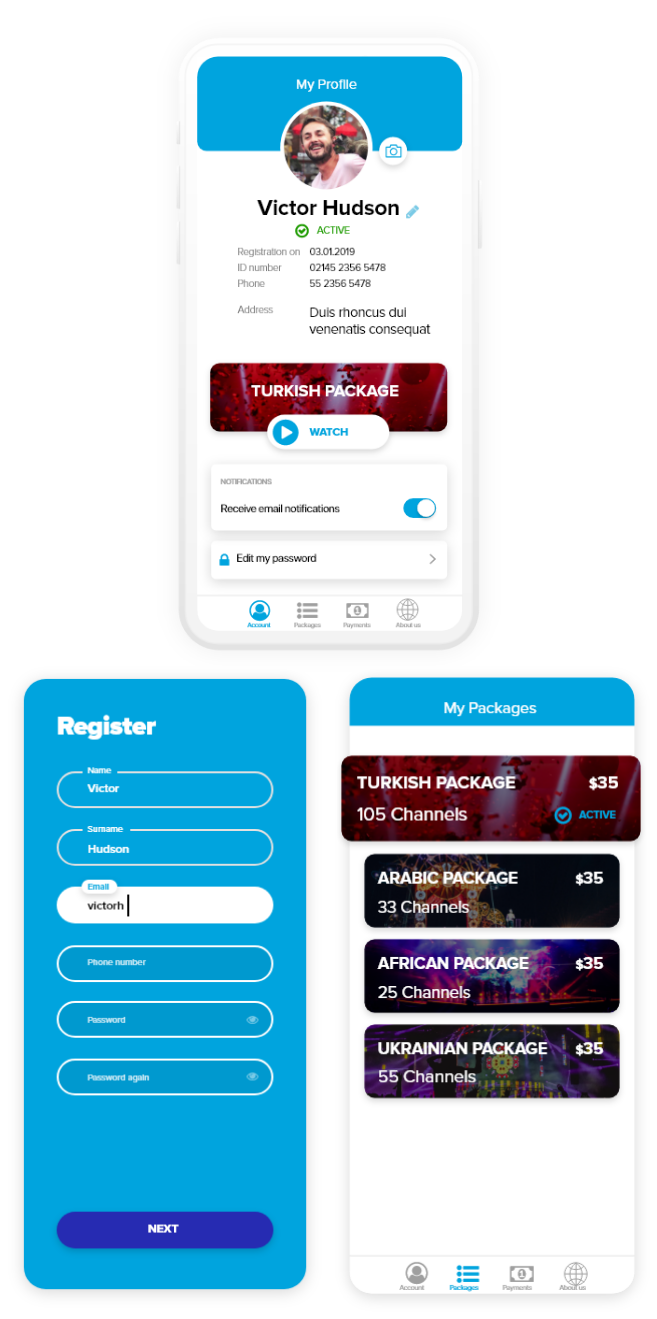 My Profile
Victor Hudson
ACTIVE
Registration on 03.01.2019
ID number 02145 2356 5478
Phone 55 2356 5478
Address Duis rhoncus dui
venenatis consequat
TURKISH PACKAGE
WATCH
NOTIFICATIONS
Receive email notifications
Edit my password
Account Packages Payments About us
Register
Name
Victor
Surname
Hudson
Email
victorh
Phone number
Password
Password again
NEXT
My Packages
TURKISH PACKAGE $35
105 Channels ACTIVE
ARABIC PACKAGE $35
33 Channels
AFRICAN PACKAGE $35
25 Channels
UKRAINIAN PACKAGE $35
55 Channels
Account Packages Payments About us